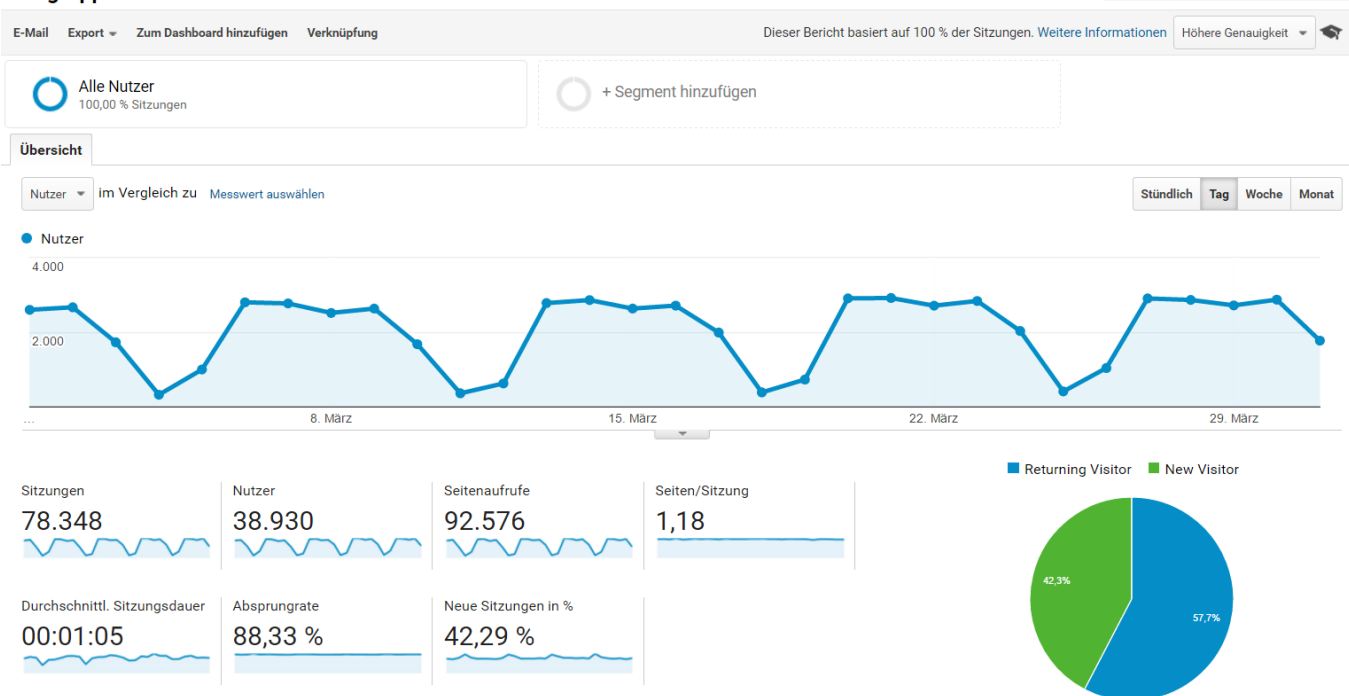 E-Mail Export Zum Dashboard hinzufügen Verknüpfung Dieser Bericht basiert auf 100 % der Sitzungen. Weitere Informationen Höhere Genauigkeit
Alle Nutzer
100,00 % Sitzungen
+ Segment hinzufügen
Übersicht
Nutzer im Vergleich zu Messwert auswählen Stündlich Tag Woche Monat
Nutzer
4.000
2.000
... 8. März 15. März 22. März 29. März
Returning Visitor New Visitor
Sitzungen Nutzer Seitenaufrufe Seiten/Sitzung
78.348 38.930 92.576 1,18
Durchschnittl. Sitzungsdauer Absprungrate Neue Sitzungen in %
00:01:05 88,33 % 42,29 %
42,3%
57,7%